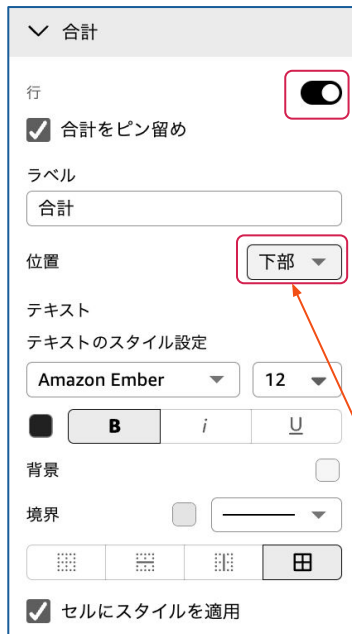 合計
行
合計をピン留め
ラベル
合計
位置 下部
テキスト
テキストのスタイル設定
Amazon Ember 12
B i U
背景
境界
セルにスタイルを適用